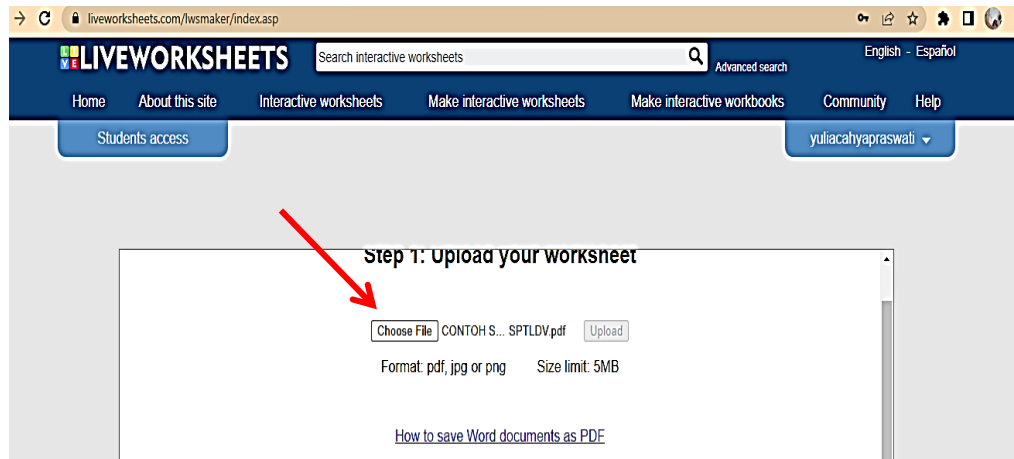 liveworksheets.com/lwsmaker/index.asp
LIVE LIVEWORKSHEETS Search interactive worksheets Advanced search English - Español
Home About this site Interactive worksheets Make interactive worksheets Make interactive workbooks Community Help
Students access yuliacahyapraswati
Step 1: Upload your worksheet
Choose File CONTOH S... SPTLDV.pdf Upload
Format: pdf, jpg or png Size limit: 5MB
How to save Word documents as PDF